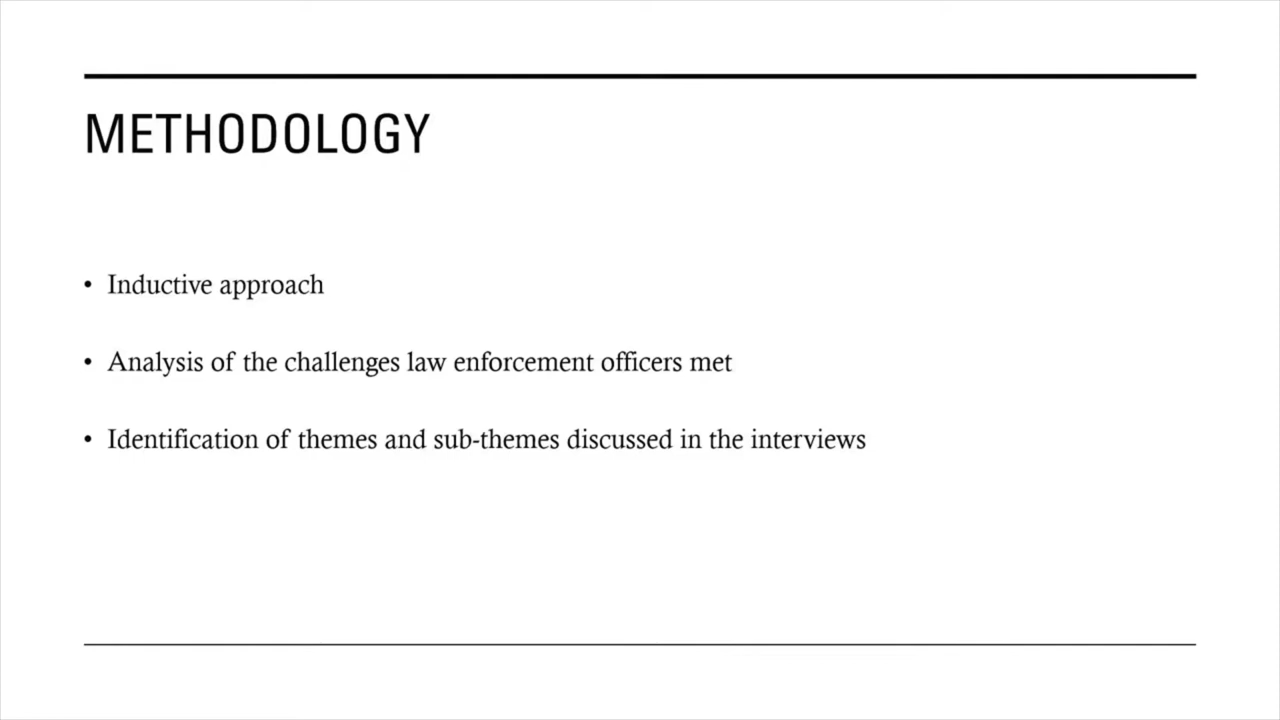 METHODOLOGY
• Inductive approach
• Analysis of the challenges law enforcement officers met
• Identification of themes and sub-themes discussed in the interviews